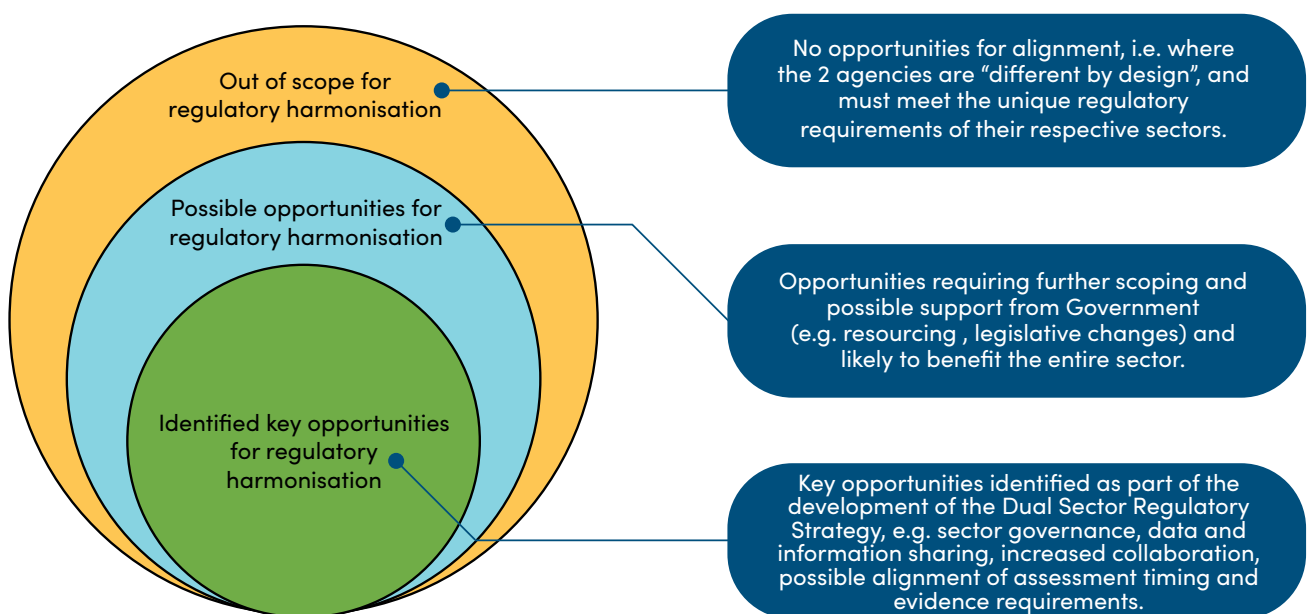 Out of scope for
regulatory harmonisation
No opportunities for alignment, i.e. where
the 2 agencies are “different by design”, and
must meet the unique regulatory
requirements of their respective sectors.
Possible opportunities for
regulatory harmonisation
Opportunities requiring further scoping and
possible support from Government
(e.g. resourcing , legislative changes) and
likely to benefit the entire sector.
Identified key opportunities
for regulatory
harmonisation
Key opportunities identified as part of the
development of the Dual Sector Regulatory
Strategy, e.g. sector governance, data and
information sharing, increased collaboration,
possible alignment of assessment timing and
evidence requirements.